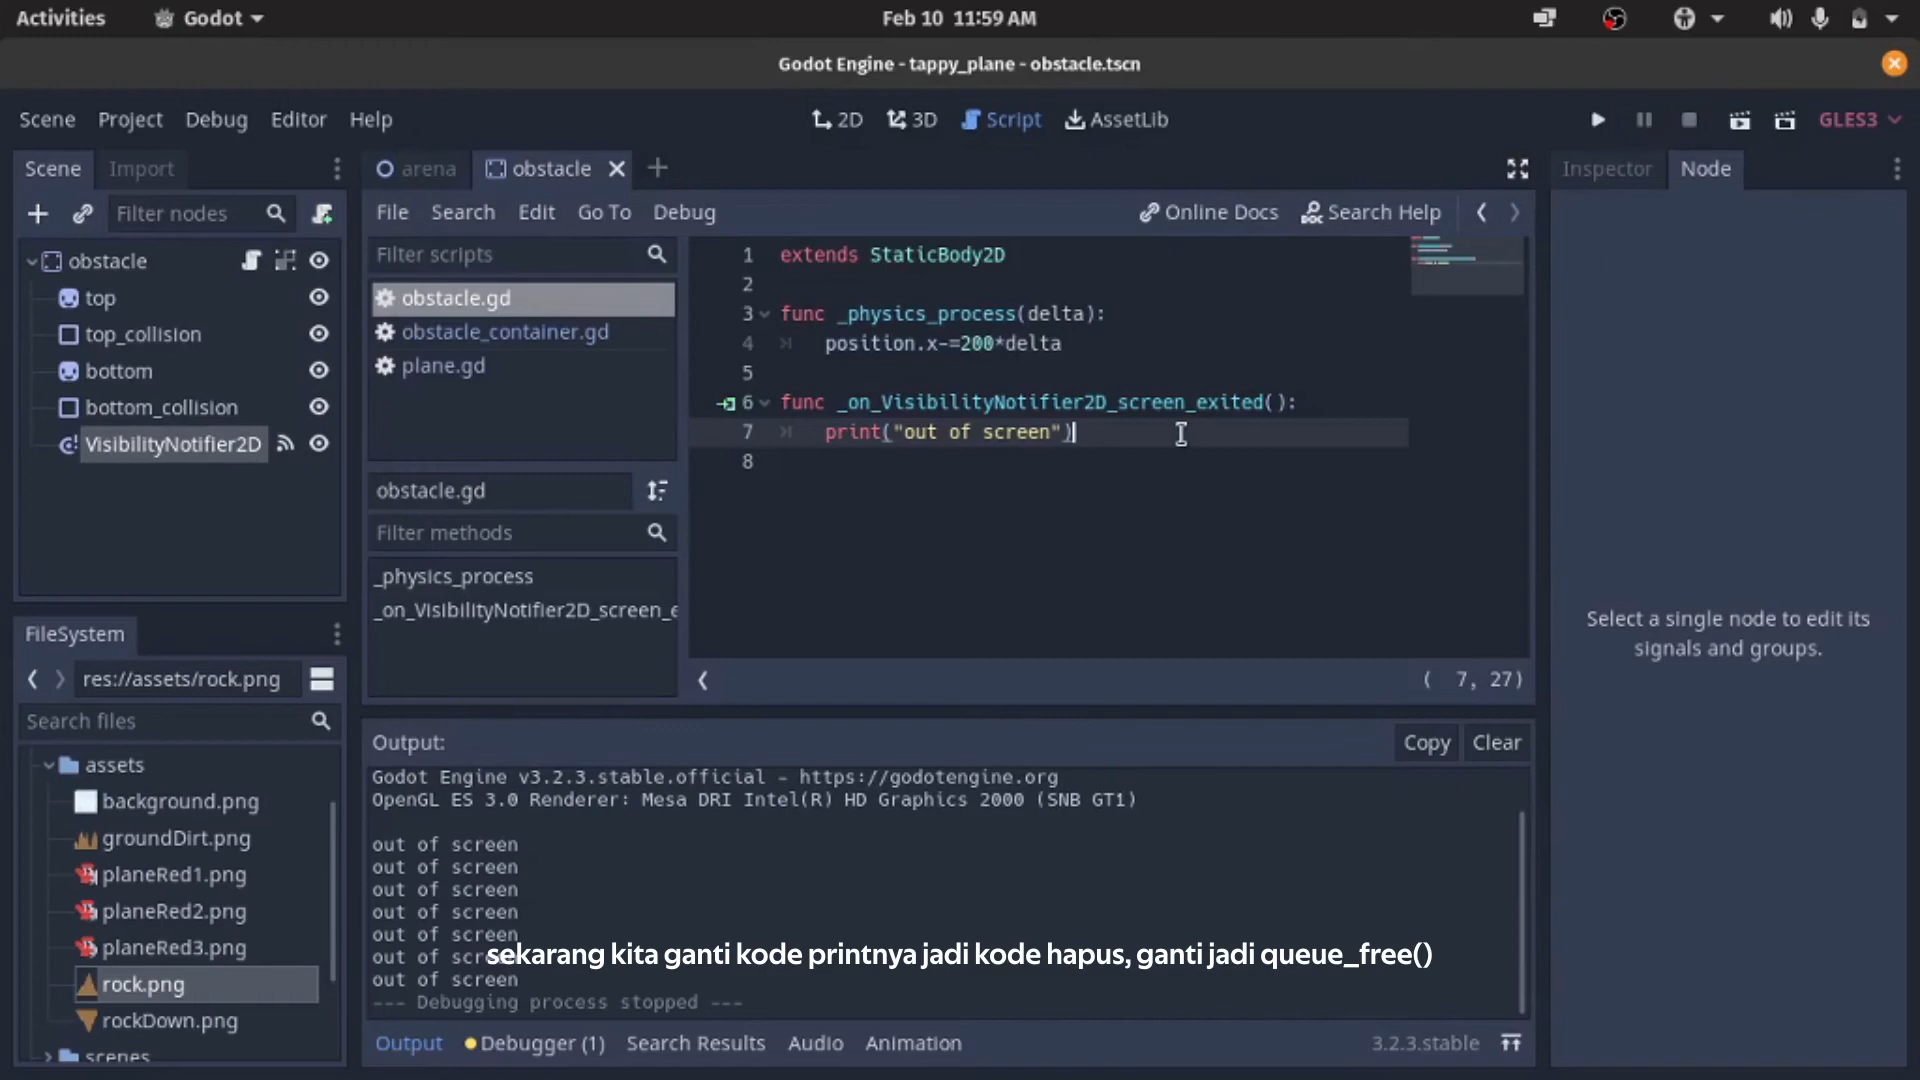 Activities
Godot
Feb 10 11:59 AM
Godot Engine - tappy_plane - obstacle.tscn
Scene Project Debug Editor Help
2D 3D Script AssetLib
GLES3
Scene Import
Filter nodes
obstacle
top
top_collision
bottom
bottom_collision
VisibilityNotifier2D
FileSystem
res://assets/rock.png
Search files
assets
background.png
groundDirt.png
planeRed1.png
planeRed2.png
planeRed3.png
rock.png
rockDown.png
scenes
arena obstacle
File Search Edit Go To Debug
Online Docs Search Help
Filter scripts
obstacle.gd
obstacle_container.gd
plane.gd
obstacle.gd
Filter methods
_physics_process
_on_VisibilityNotifier2D_screen_e
1 extends StaticBody2D
2
3 func _physics_process(delta):
4 position.x-=200*delta
5
6 func _on_VisibilityNotifier2D_screen_exited():
7 print("out of screen")
8
( 7, 27)
Output:
Copy Clear
Godot Engine v3.2.3.stable.official - https://godotengine.org
OpenGL ES 3.0 Renderer: Mesa DRI Intel(R) HD Graphics 2000 (SNB GT1)
out of screen
out of screen
out of screen
out of screen
out of screen
out of screen
out of screen
--- Debugging process stopped ---
sekarang kita ganti kode printnya jadi kode hapus, ganti jadi queue_free()
Output Debugger (1) Search Results Audio Animation
3.2.3.stable
Inspector Node
Select a single node to edit its
signals and groups.